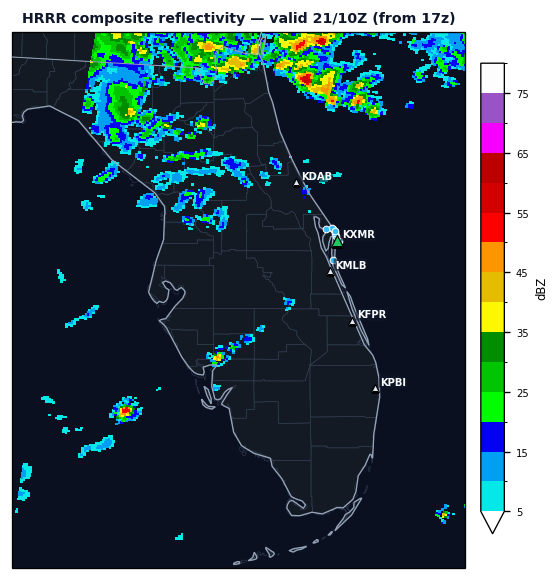 HRRR composite reflectivity — valid 21/10Z (from 17z)
KDAB
KXMR
KMLB
KFPR
KPBI
75
65
55
45
35
25
15
5
dBZ